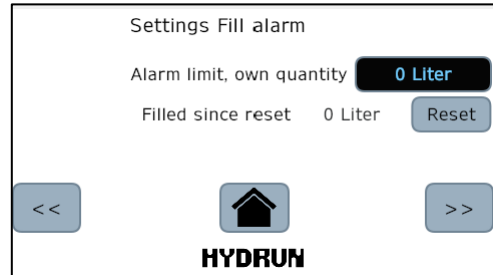 Settings Fill alarm
Alarm limit, own quantity 0 Liter
Filled since reset 0 Liter Reset
<< >>
HYDRUN